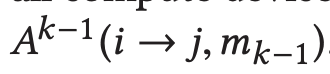 A^{k-1}(i → j, m_{k-1})